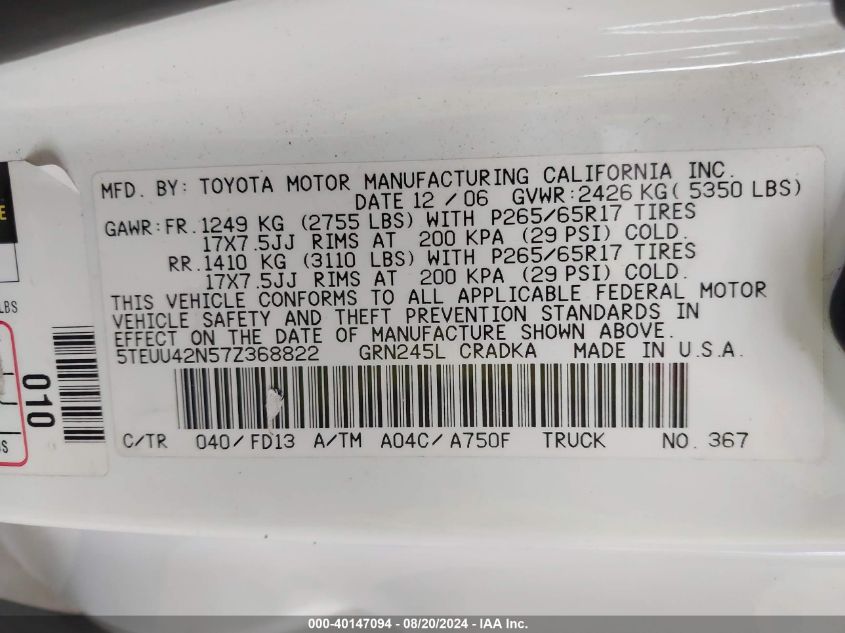 MFD. BY: TOYOTA MOTOR MANUFACTURING CALIFORNIA INC.
DATE 12 / 06 GVWR:2426 KG( 5350 LBS)
GAWR:FR.1249 KG (2755 LBS) WITH P265/65R17 TIRES
17X7.5JJ RIMS AT 200 KPA (29 PSI) COLD.
RR.1410 KG (3110 LBS) WITH P265/65R17 TIRES
17X7.5JJ RIMS AT 200 KPA (29 PSI) COLD.
THIS VEHICLE CONFORMS TO ALL APPLICABLE FEDERAL MOTOR
VEHICLE SAFETY AND THEFT PREVENTION STANDARDS IN
EFFECT ON THE DATE OF MANUFACTURE SHOWN ABOVE.
5TEUU42N57Z368822 GRN245L CRADKA MADE IN U.S.A.
C/TR 040/FD13 A/TM A04C/A750F TRUCK NO. 367
LBS
010
000-40147094 - 08/20/2024 - IAA Inc.